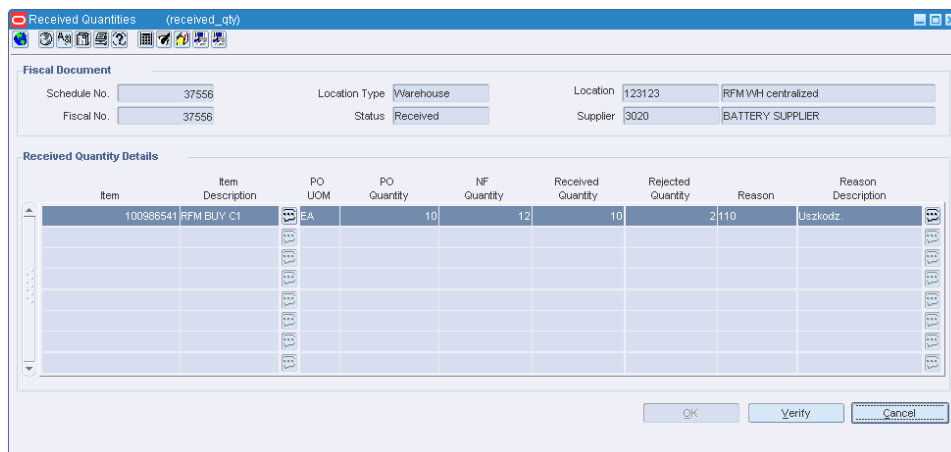 Received Quantities (received_qty)
Fiscal Document
Schedule No. 37556 Location Type Warehouse Location 123123 RFM WH centralized
Fiscal No. 37556 Status Received Supplier 3020 BATTERY SUPPLIER
Received Quantity Details
Item Item Description PO UOM PO Quantity NF Quantity Received Quantity Rejected Quantity Reason Reason Description
100986541 RFM BUY C1 EA 10 12 10 2 110 Uszkodz.
OK Verify Cancel